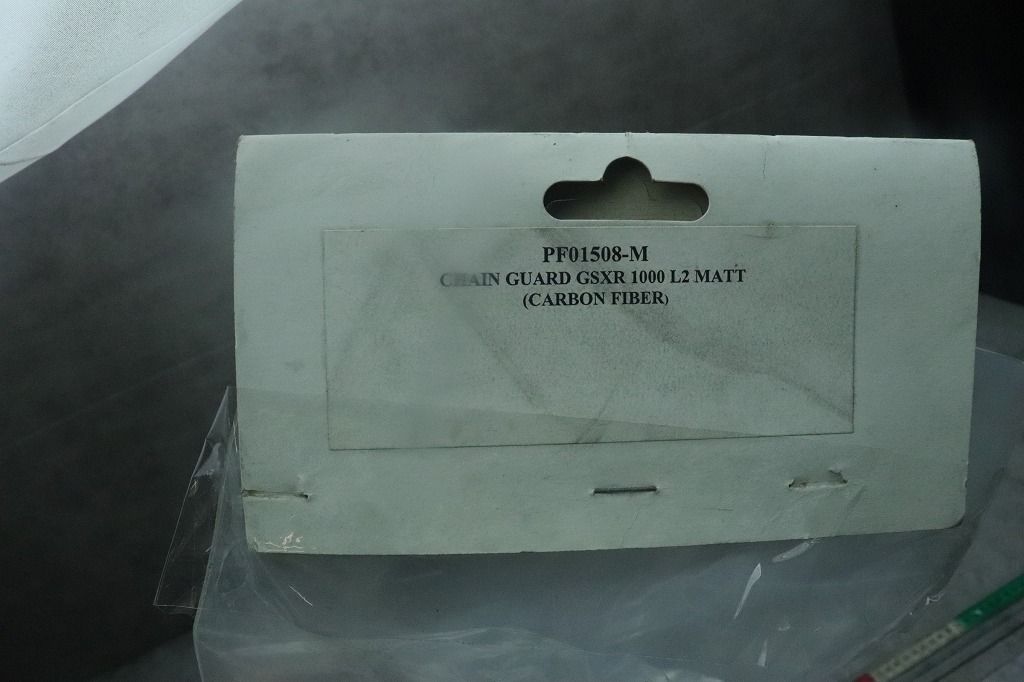 PF01508-M
CHAIN GUARD GSXR 1000 L2 MATT
(CARBON FIBER)